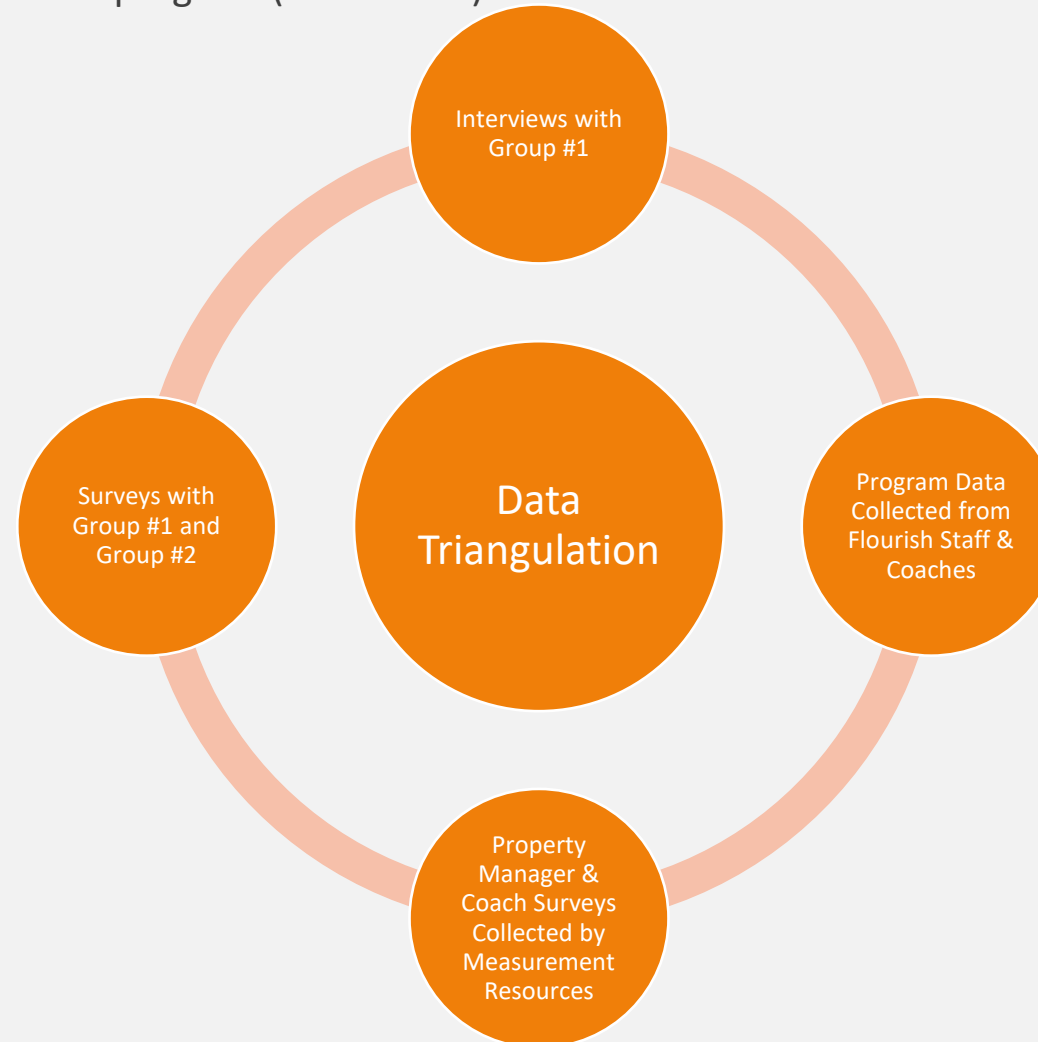 Interviews with
Group #1
Surveys with
Group #1 and
Group #2
Data
Triangulation
Program Data
Collected from
Flourish Staff &
Coaches
Property
Manager &
Coach Surveys
Collected by
Measurement
Resources